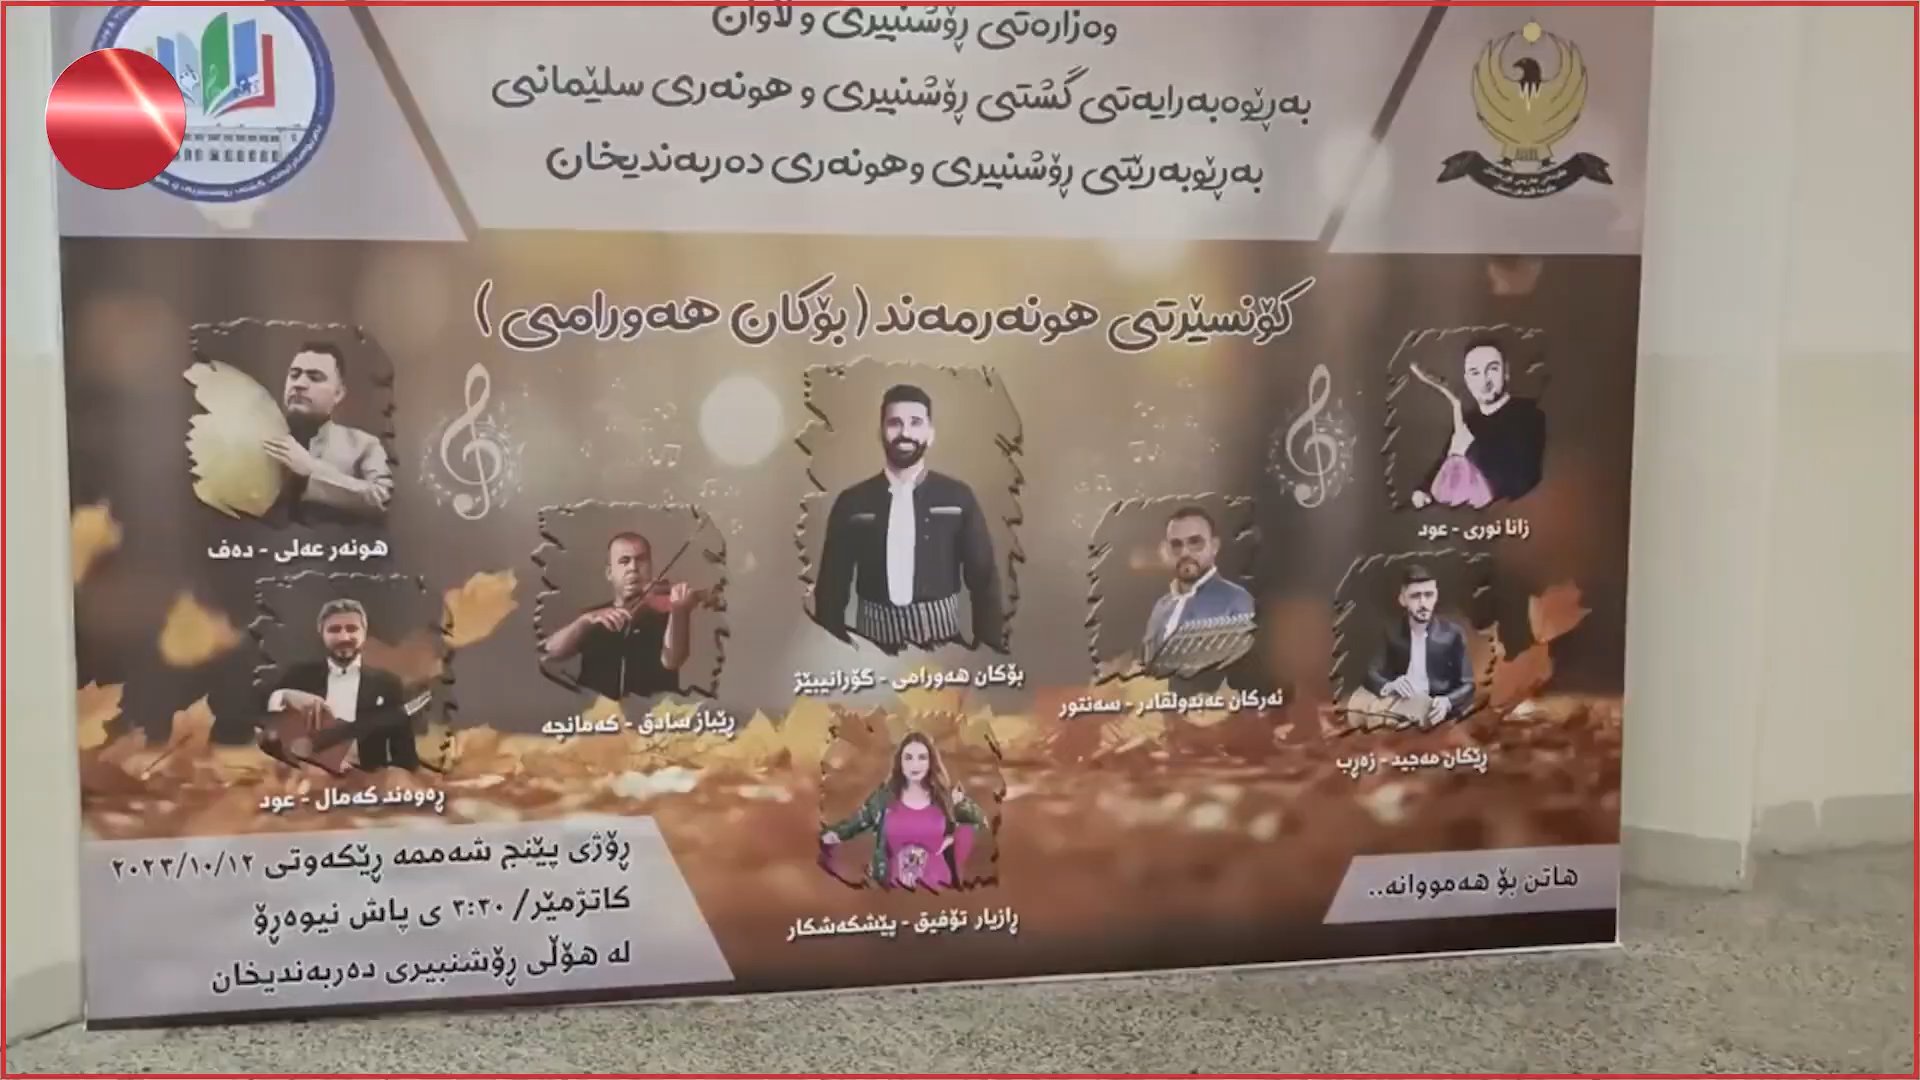 وەزارەتی ڕۆشنبیری و لاوان
بەڕێوەبەرایەتی گشتی ڕۆشنبیری و هونەری سلێمانی
بەڕێوبەرێتی ڕۆشنبیری وهونەری دەربەندیخان
کۆنسێرتی هونەرمەند (بۆکان هەورامی)
زانا نوری - عود
هونەر عەلی - دەف
بۆکان هەورامی - گۆرانیبێژ
ئەرکان عەبدولقادر - سەنتور
ڕێباز سادق - کەمانچە
ڕێکان مەجید - زەڕب
ڕەوەند کەمال - عود
ڕازیار تۆفیق - پێشکەشکار
ڕۆژی پێنج شەممە ڕێکەوتی ٢٠٢٣/١٠/١٢
کاتژمێر/ ٣:٣٠ ی پاش نیوەڕۆ
لە هۆڵی ڕۆشنبیری دەربەندیخان
هاتن بۆ هەمووانە..